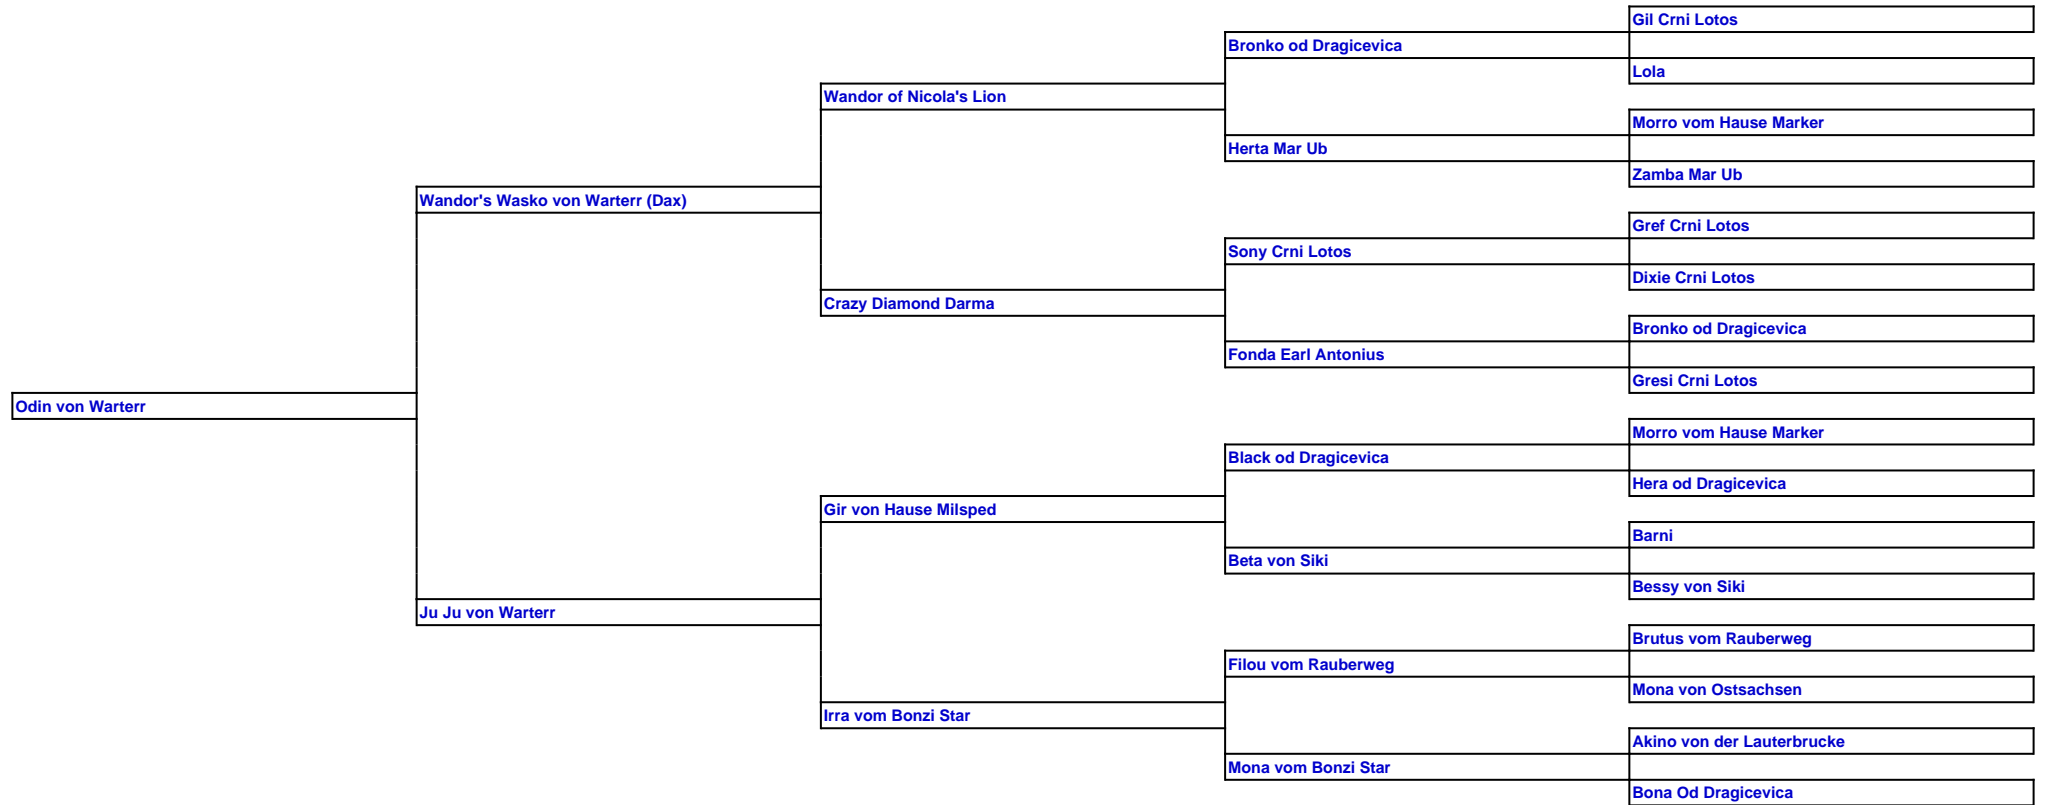 Gil Crni Lotos
Bronko od Dragicevica
Lola
Wandor of Nicola's Lion
Morro vom Hause Marker
Herta Mar Ub
Zamba Mar Ub
Wandor's Wasko von Warterr (Dax)
Gref Crni Lotos
Sony Crni Lotos
Dixie Crni Lotos
Crazy Diamond Darma
Bronko od Dragicevica
Fonda Earl Antonius
Gresi Crni Lotos
Odin von Warterr
Morro vom Hause Marker
Black od Dragicevica
Hera od Dragicevica
Gir von Hause Milsped
Barni
Beta von Siki
Bessy von Siki
Ju Ju von Warterr
Brutus vom Rauberweg
Filou vom Rauberweg
Mona von Ostsachsen
Irra vom Bonzi Star
Akino von der Lauterbrucke
Mona vom Bonzi Star
Bona Od Dragicevica